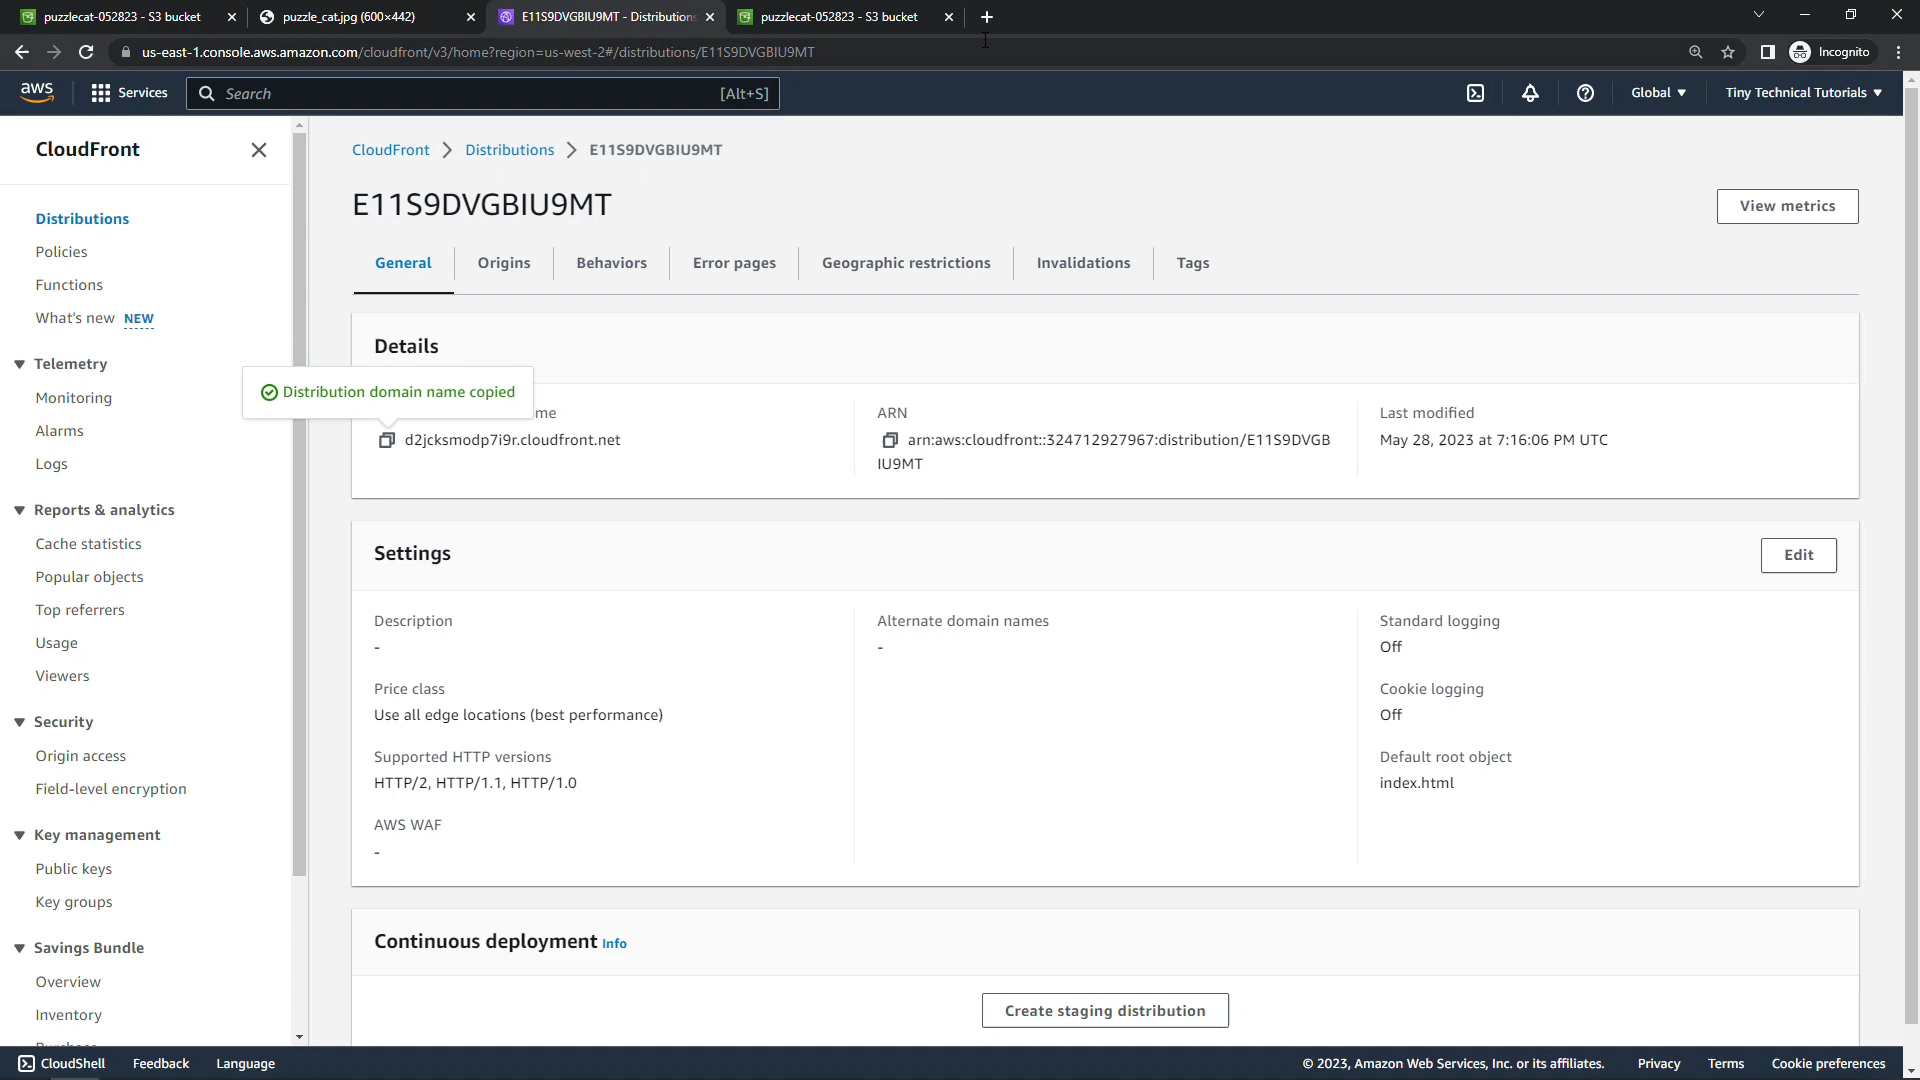 puzzlecat-052823 - S3 bucket
puzzle_cat.jpg (600×442)
E11S9DVGBIU9MT - Distributions
puzzlecat-052823 - S3 bucket
us-east-1.console.aws.amazon.com/cloudfront/v3/home?region=us-west-2#/distributions/E11S9DVGBIU9MT
Incognito
aws
Services
Search
[Alt+S]
Global
Tiny Technical Tutorials
CloudFront
Distributions
Policies
Functions
What's new NEW
Telemetry
Monitoring
Alarms
Logs
Reports & analytics
Cache statistics
Popular objects
Top referrers
Usage
Viewers
Security
Origin access
Field-level encryption
Key management
Public keys
Key groups
Savings Bundle
Overview
Inventory
CloudFront > Distributions > E11S9DVGBIU9MT
E11S9DVGBIU9MT
View metrics
General
Origins
Behaviors
Error pages
Geographic restrictions
Invalidations
Tags
Details
Distribution domain name copied
me
d2jcksmodp7i9r.cloudfront.net
ARN
arn:aws:cloudfront::324712927967:distribution/E11S9DVGB
IU9MT
Last modified
May 28, 2023 at 7:16:06 PM UTC
Settings
Edit
Description
-
Price class
Use all edge locations (best performance)
Supported HTTP versions
HTTP/2, HTTP/1.1, HTTP/1.0
AWS WAF
-
Alternate domain names
-
Standard logging
Off
Cookie logging
Off
Default root object
index.html
Continuous deployment Info
Create staging distribution
CloudShell
Feedback
Language
© 2023, Amazon Web Services, Inc. or its affiliates.
Privacy
Terms
Cookie preferences